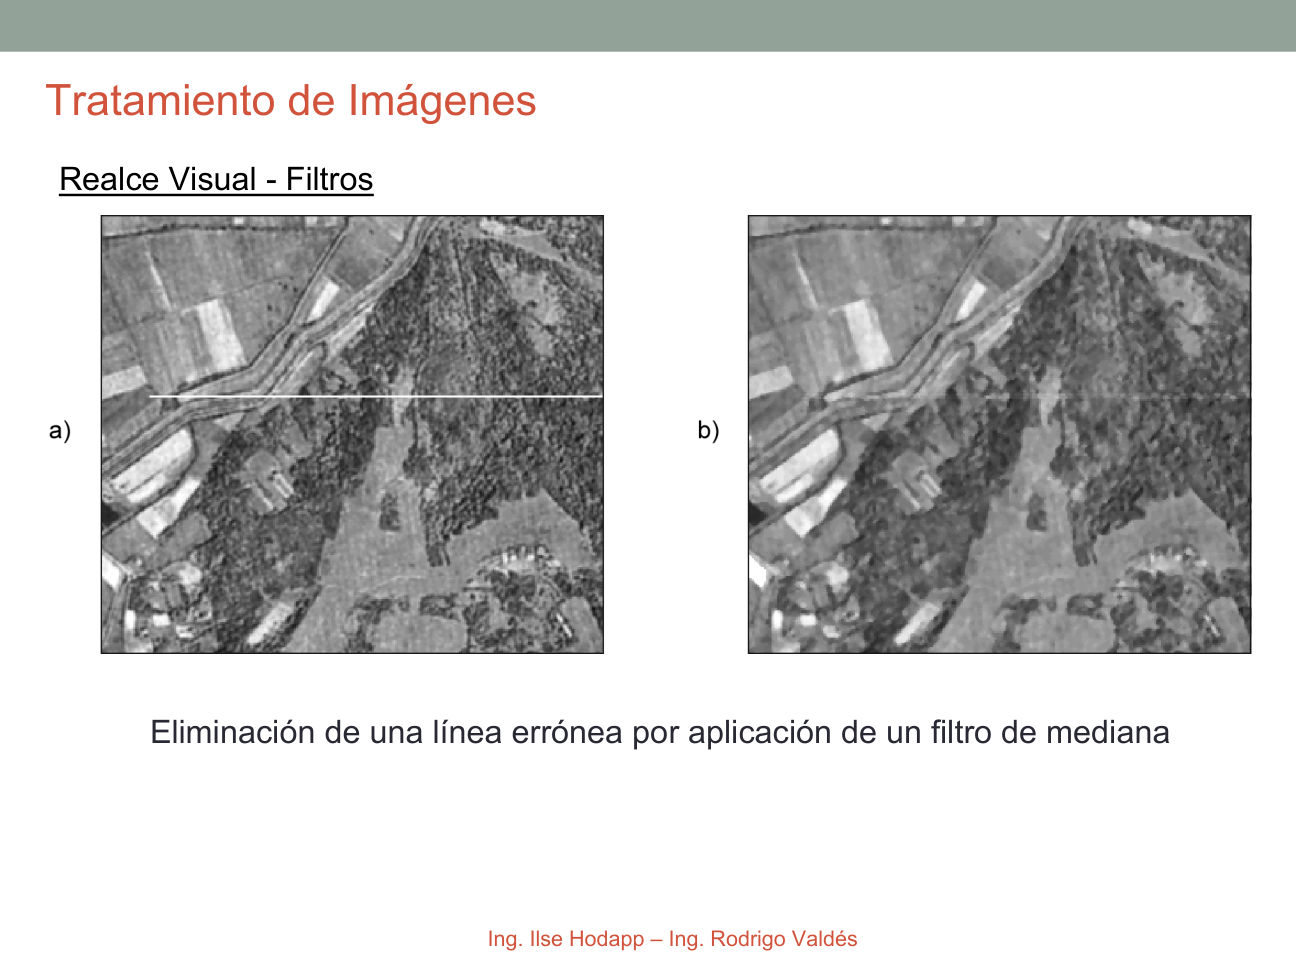 Tratamiento de Imágenes
Realce Visual - Filtros
a)
b)
Eliminación de una línea errónea por aplicación de un filtro de mediana
Ing. Ilse Hodapp – Ing. Rodrigo Valdés